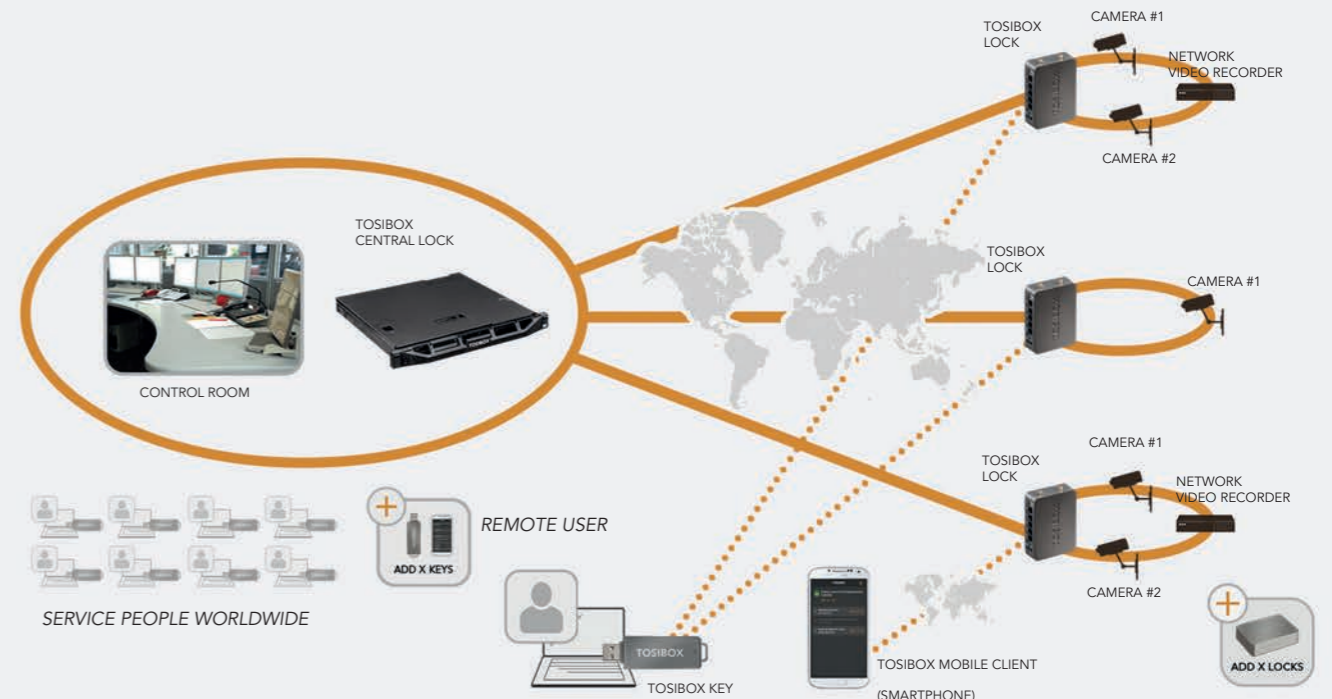 CAMERA #1
TOSIBOX
LOCK
NETWORK
VIDEO RECORDER
CAMERA #2
TOSIBOX
CENTRAL LOCK
CONTROL ROOM
TOSIBOX
LOCK
CAMERA #1
CAMERA #1
TOSIBOX
LOCK
NETWORK
VIDEO RECORDER
CAMERA #2
ADD X LOCKS
REMOTE USER
ADD X KEYS
SERVICE PEOPLE WORLDWIDE
TOSIBOX
TOSIBOX KEY
TOSIBOX MOBILE CLIENT
(SMARTPHONE)